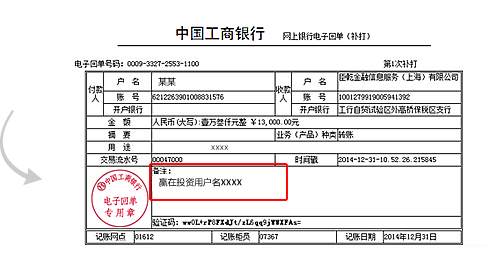 中国工商银行 网上银行电子回单（补打）
电子回单号码：0009-3327-2553-1100 第1次补打
付款人 户名 某某 收款人 户名 臣乾金融信息服务（上海）有限公司
账号 6212263901008831576 账号 1001279919005941392
开户银行 开户银行 工行自贸试验区外高桥保税区支行
金额 人民币(大写):壹万叁仟元整 ￥13,000.00元
摘要 业务（产品）种类 转账
用途 xxxx
交易流水号 00047000 时间戳 2014-12-31-10.52.26.215845
备注：
赢在投资用户名XXXX
中国工商银行
电子回单
专用章
验证码：
记账网点 01612 记账柜员 07367 记账日期 2014年12月31日